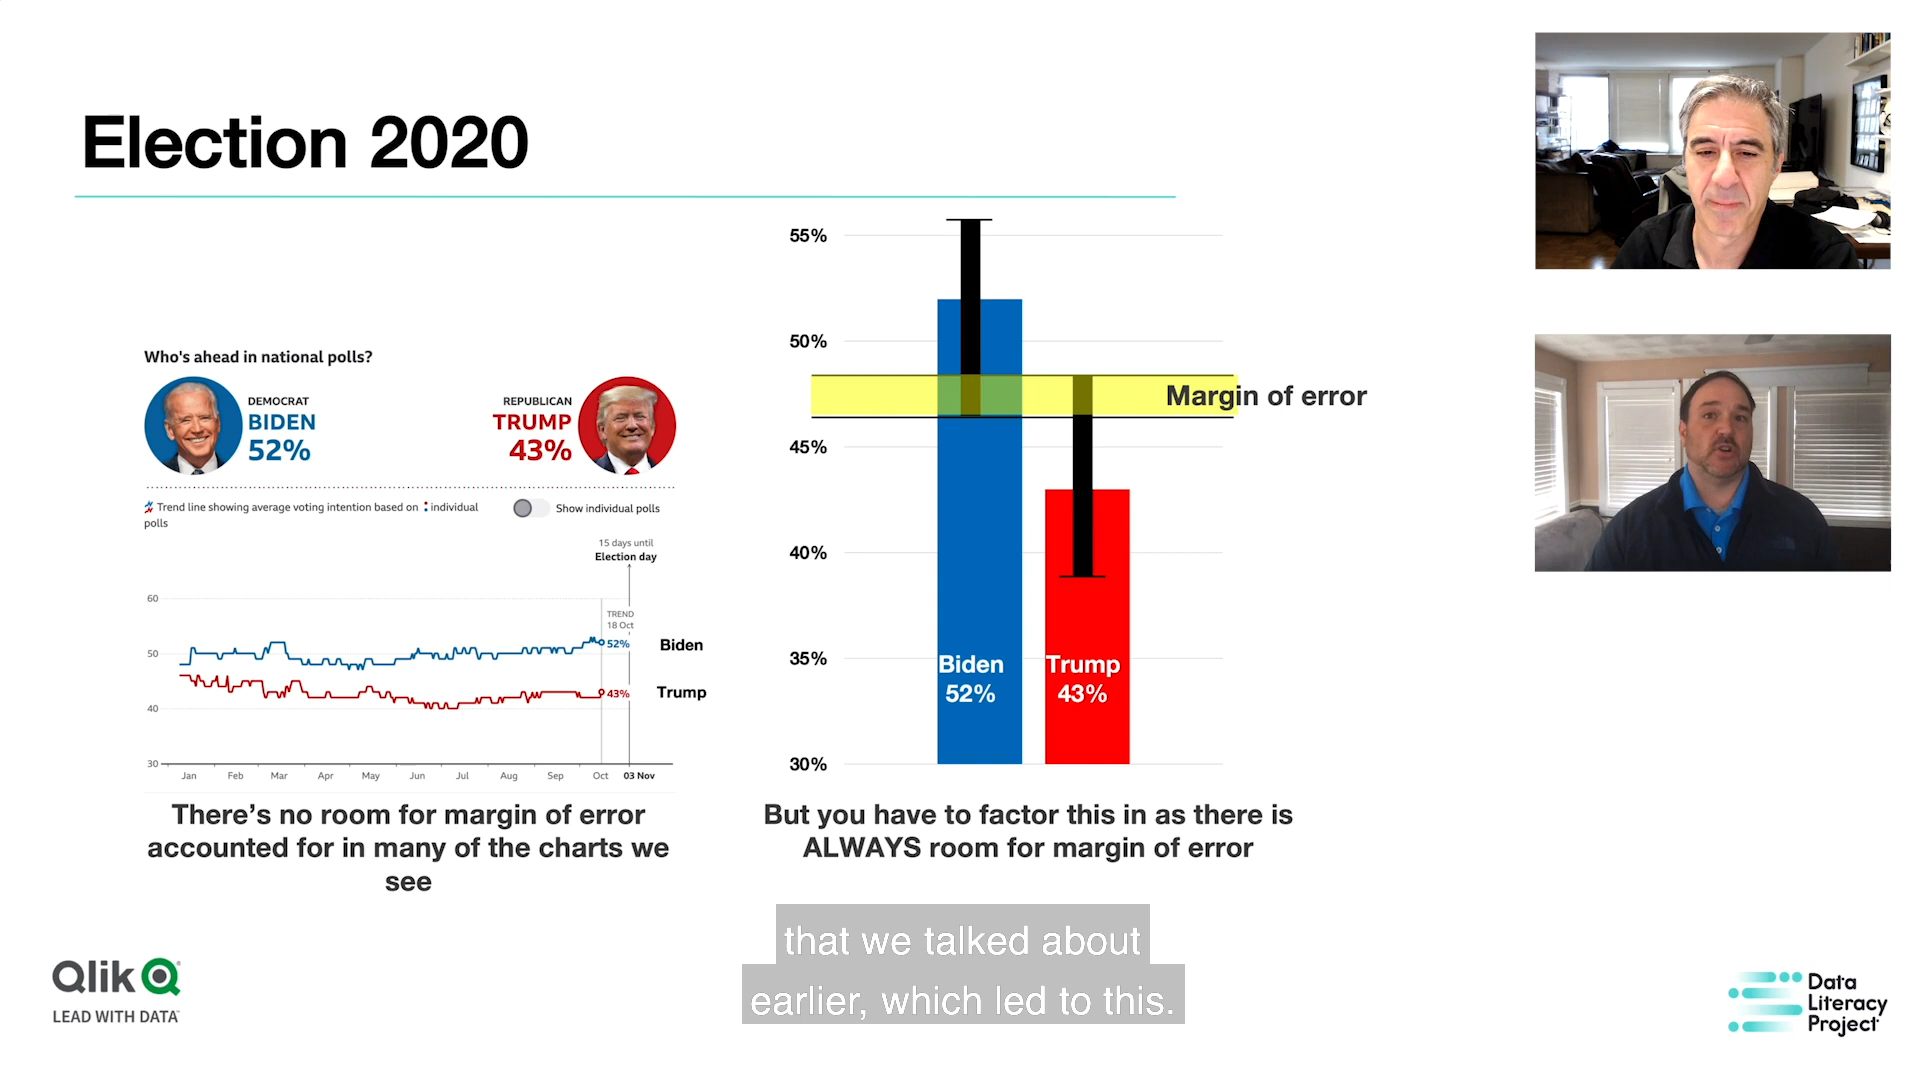 Election 2020
Who's ahead in national polls?
DEMOCRAT
BIDEN
52%
REPUBLICAN
TRUMP
43%
Trend line showing average voting intention based on individual
polls
Show individual polls
15 days until
Election day
TREND
18 Oct
60
50
40
30
52%
43%
Biden
Trump
Jan Feb Mar Apr May Jun Jul Aug Sep Oct 03 Nov
There’s no room for margin of error
accounted for in many of the charts we
see
55%
50%
45%
40%
35%
30%
Margin of error
Biden
52%
Trump
43%
But you have to factor this in as there is
ALWAYS room for margin of error
that we talked about
earlier, which led to this.
Qlik
LEAD WITH DATA
Data
Literacy
Project